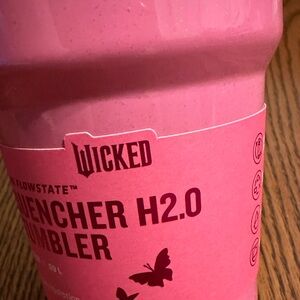 WICKED
FLOWSTATE™
UENCHER H2.0
UMBLER